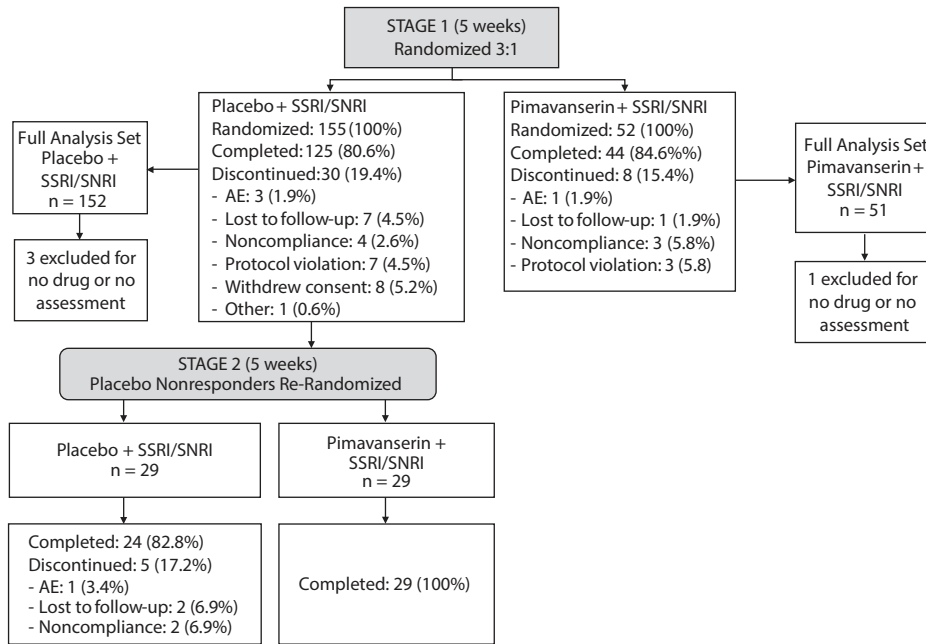 STAGE 1 (5 weeks)
Randomized 3:1
Full Analysis Set
Placebo +
SSRI/SNRI
n = 152
3 excluded for
no drug or no
assessment
Placebo + SSRI/SNRI
Randomized: 155 (100%)
Completed: 125 (80.6%)
Discontinued: 30 (19.4%)
- AE: 3 (1.9%)
- Lost to follow-up: 7 (4.5%)
- Noncompliance: 4 (2.6%)
- Protocol violation: 7 (4.5%)
- Withdrew consent: 8 (5.2%)
- Other: 1 (0.6%)
Pimavanserin + SSRI/SNRI
Randomized: 52 (100%)
Completed: 44 (84.6%%)
Discontinued: 8 (15.4%)
- AE: 1 (1.9%)
- Lost to follow-up: 1 (1.9%)
- Noncompliance: 3 (5.8%)
- Protocol violation: 3 (5.8)
Full Analysis Set
Pimavanserin +
SSRI/SNRI
n = 51
1 excluded for
no drug or no
assessment
STAGE 2 (5 weeks)
Placebo Nonresponders Re-Randomized
Placebo + SSRI/SNRI
n = 29
Pimavanserin +
SSRI/SNRI
n = 29
Completed: 24 (82.8%)
Discontinued: 5 (17.2%)
- AE: 1 (3.4%)
- Lost to follow-up: 2 (6.9%)
- Noncompliance: 2 (6.9%)
Completed: 29 (100%)